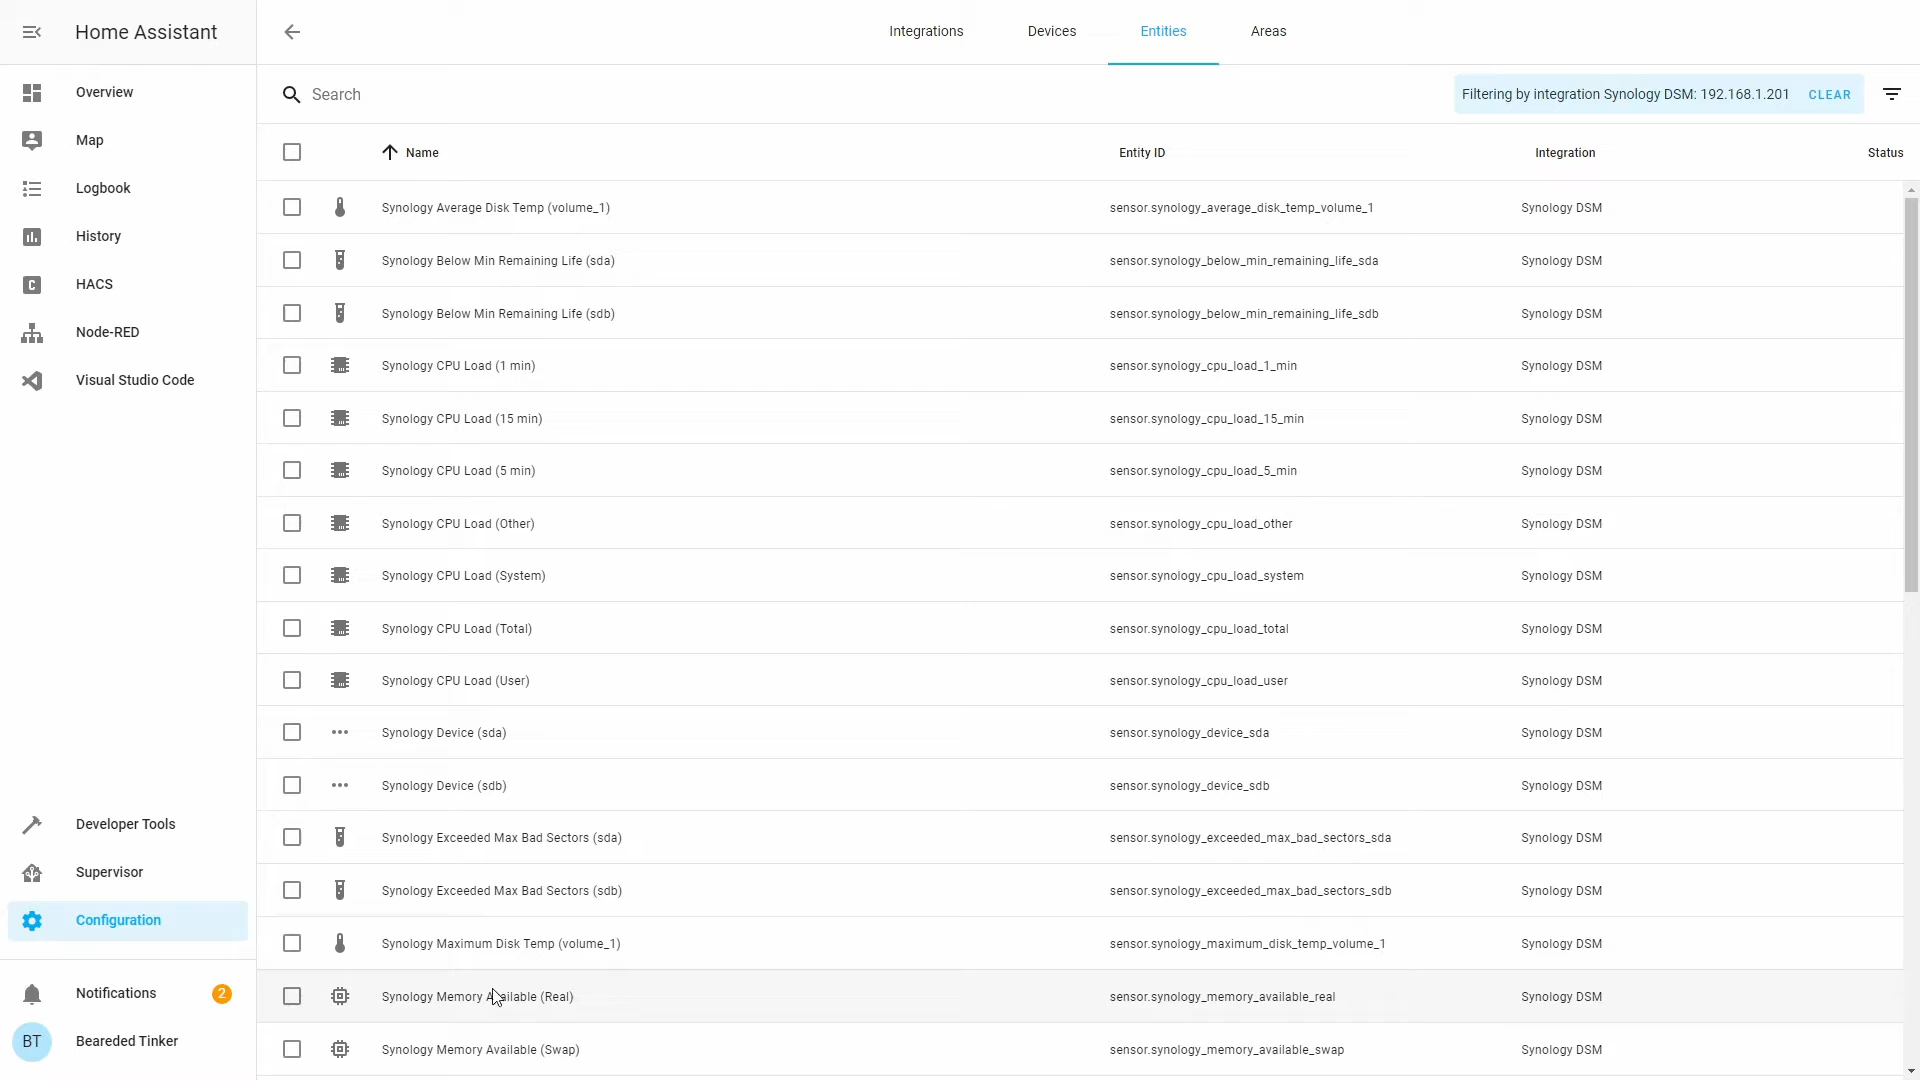 Home Assistant
Integrations Devices Entities Areas
Search
Filtering by integration Synology DSM: 192.168.1.201 CLEAR
Overview
Map
Logbook
History
C HACS
Node-RED
Visual Studio Code
Developer Tools
Supervisor
Configuration
Notifications 2
BT Beareded Tinker
Name Entity ID Integration Status
Synology Average Disk Temp (volume_1) sensor.synology_average_disk_temp_volume_1 Synology DSM
Synology Below Min Remaining Life (sda) sensor.synology_below_min_remaining_life_sda Synology DSM
Synology Below Min Remaining Life (sdb) sensor.synology_below_min_remaining_life_sdb Synology DSM
Synology CPU Load (1 min) sensor.synology_cpu_load_1_min Synology DSM
Synology CPU Load (15 min) sensor.synology_cpu_load_15_min Synology DSM
Synology CPU Load (5 min) sensor.synology_cpu_load_5_min Synology DSM
Synology CPU Load (Other) sensor.synology_cpu_load_other Synology DSM
Synology CPU Load (System) sensor.synology_cpu_load_system Synology DSM
Synology CPU Load (Total) sensor.synology_cpu_load_total Synology DSM
Synology CPU Load (User) sensor.synology_cpu_load_user Synology DSM
Synology Device (sda) sensor.synology_device_sda Synology DSM
Synology Device (sdb) sensor.synology_device_sdb Synology DSM
Synology Exceeded Max Bad Sectors (sda) sensor.synology_exceeded_max_bad_sectors_sda Synology DSM
Synology Exceeded Max Bad Sectors (sdb) sensor.synology_exceeded_max_bad_sectors_sdb Synology DSM
Synology Maximum Disk Temp (volume_1) sensor.synology_maximum_disk_temp_volume_1 Synology DSM
Synology Memory Available (Real) sensor.synology_memory_available_real Synology DSM
Synology Memory Available (Swap) sensor.synology_memory_available_swap Synology DSM